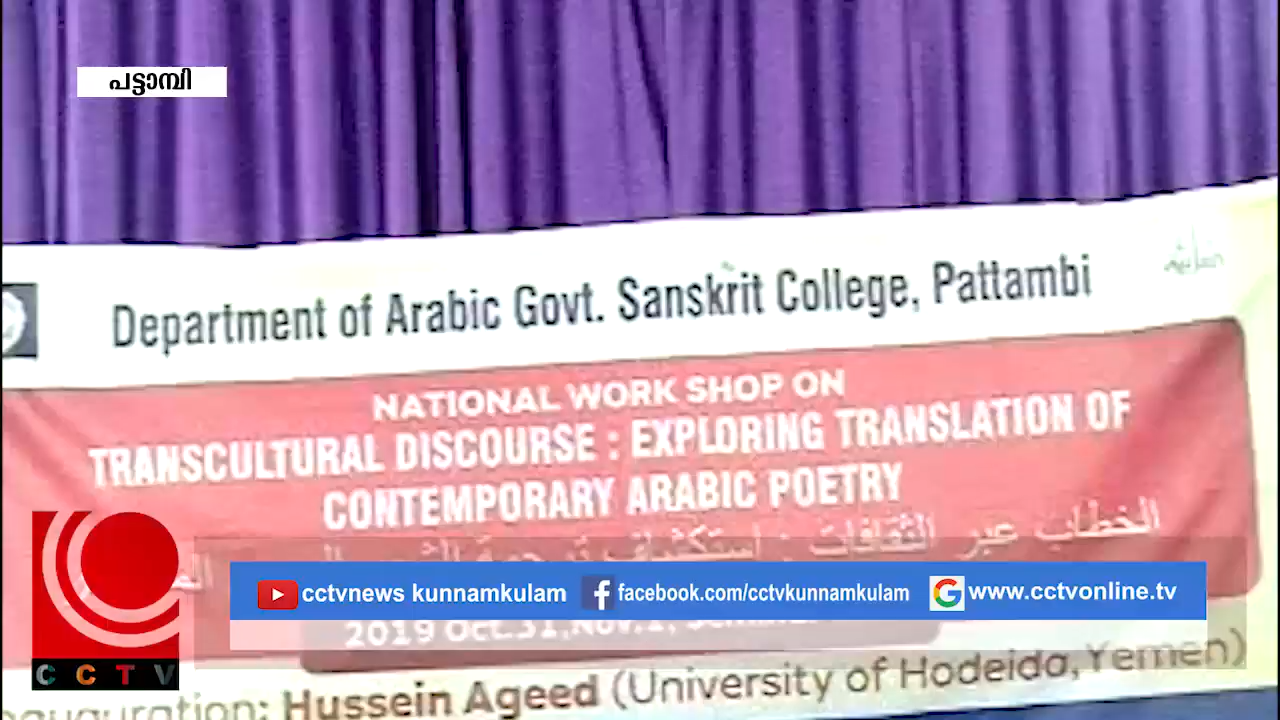 പട്ടാമ്പി
Department of Arabic Govt. Sanskrit College, Pattambi
NATIONAL WORK SHOP ON
TRANSCULTURAL DISCOURSE : EXPLORING TRANSLATION OF
CONTEMPORARY ARABIC POETRY
الخطاب عبر الثقافات : استكشاف ترجمة
cctvnews kunnamkulam facebook.com/cctvkunnamkulam www.cctvonline.tv
2019 Oct.31,Nov.1,
CCTV
Hussein Ageed (University of Hodeida, Yemen)